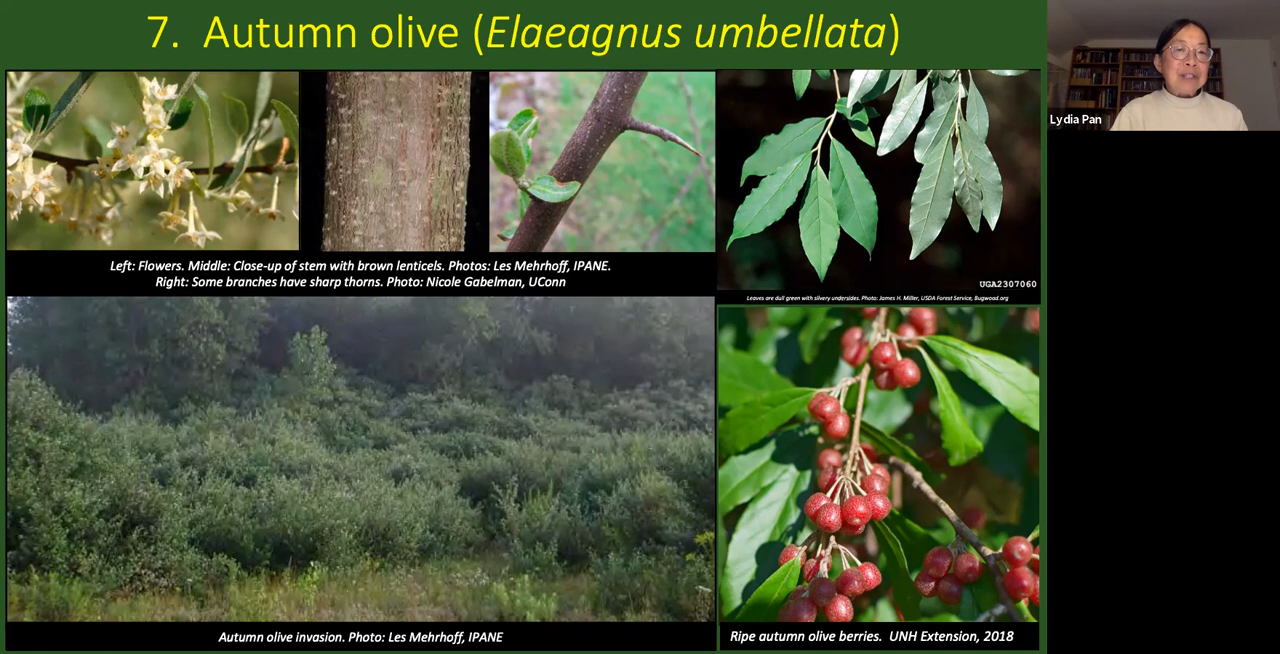 7. Autumn olive (Elaeagnus umbellata)
Lydia Pan
Left: Flowers. Middle: Close-up of stem with brown lenticels. Photos: Les Mehrhoff, IPANE.
Right: Some branches have sharp thorns. Photo: Nicole Gabelman, UConn
UGA2307060
Leaves are dull green with silvery undersides. Photo: James H. Miller, USDA Forest Service, Bugwood.org
Autumn olive invasion. Photo: Les Mehrhoff, IPANE
Ripe autumn olive berries. UNH Extension, 2018